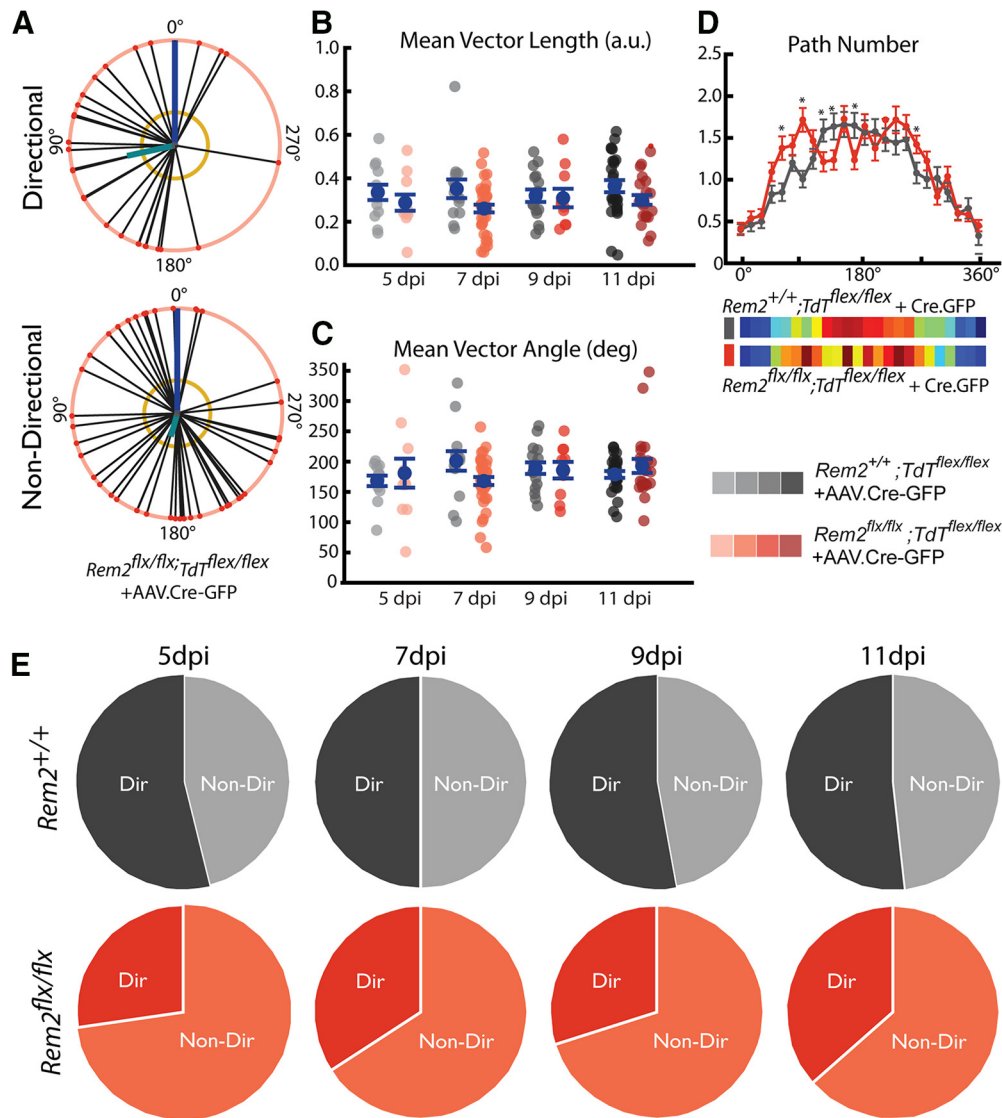 A
0°
Directional
90°
270°
180°
0°
Non-Directional
90°
270°
180°
Rem2flx/flx;TdTflex/flex
+AAV.Cre-GFP
B
Mean Vector Length (a.u.)
1.0
0.8
0.6
0.4
0.2
0.0
5 dpi 7 dpi 9 dpi 11 dpi
C
Mean Vector Angle (deg)
350
300
250
200
150
100
50
0
5 dpi 7 dpi 9 dpi 11 dpi
D
Path Number
2.5
2.0
1.5
1.0
0.5
0.0
* * * * * *
0° 180° 360°
Rem2+/+;TdTflex/flex + Cre.GFP
Rem2flx/flx;TdTflex/flex + Cre.GFP
Rem2+/+;TdTflex/flex
+AAV.Cre-GFP
Rem2flx/flx;TdTflex/flex
+AAV.Cre-GFP
E
5dpi 7dpi 9dpi 11dpi
Rem2+/+
Dir Non-Dir Dir Non-Dir Dir Non-Dir Dir Non-Dir
Rem2flx/flx
Dir Dir Dir Dir
Non-Dir Non-Dir Non-Dir Non-Dir